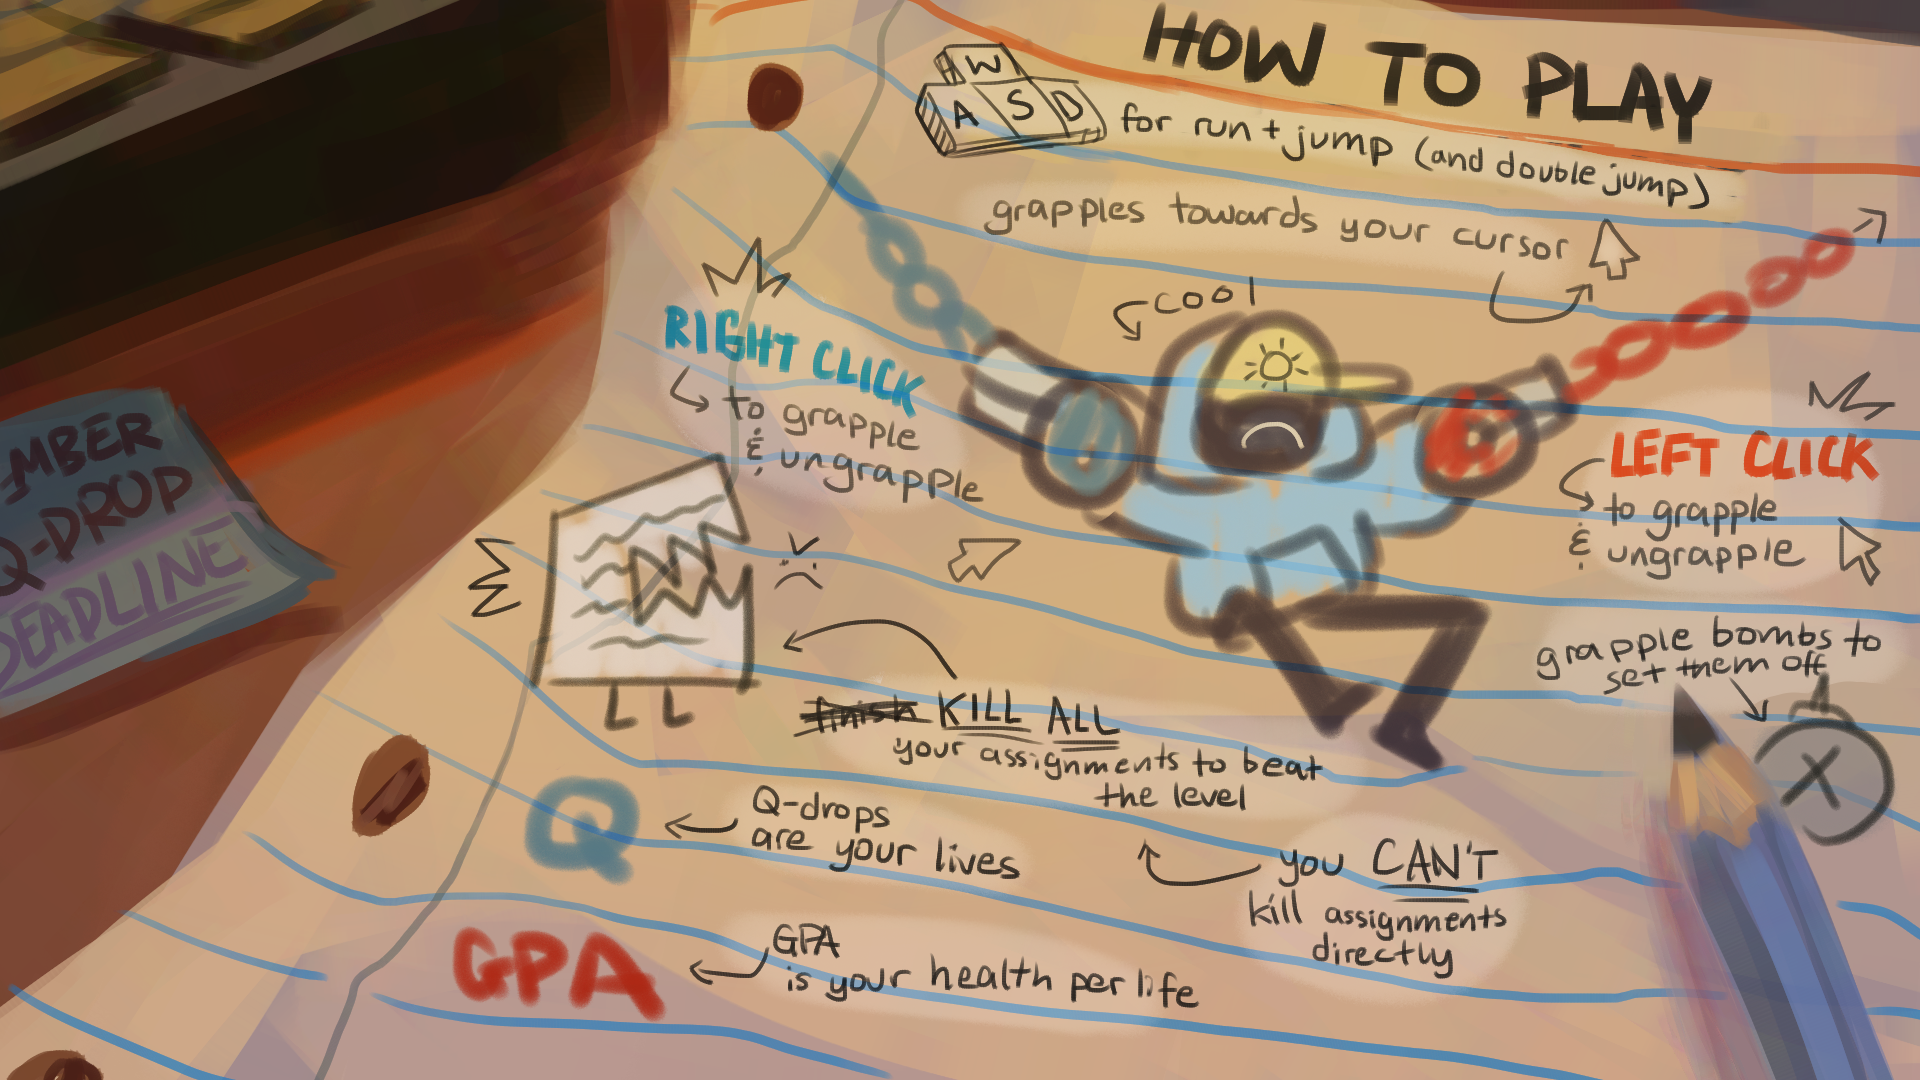 HOW TO PLAY
W
A S D
for run + jump (and double jump)
grapples towards your cursor
cool
RIGHT CLICK
to grapple
& ungrapple
LEFT CLICK
to grapple
& ungrapple
grapple bombs to
set them off
X
finish KILL ALL
your assignments to beat
the level
you CAN'T
kill assignments
directly
Q
Q-drops
are your lives
GPA
GPA
is your health per life
-MBER
Q-DROP
DEADLINE